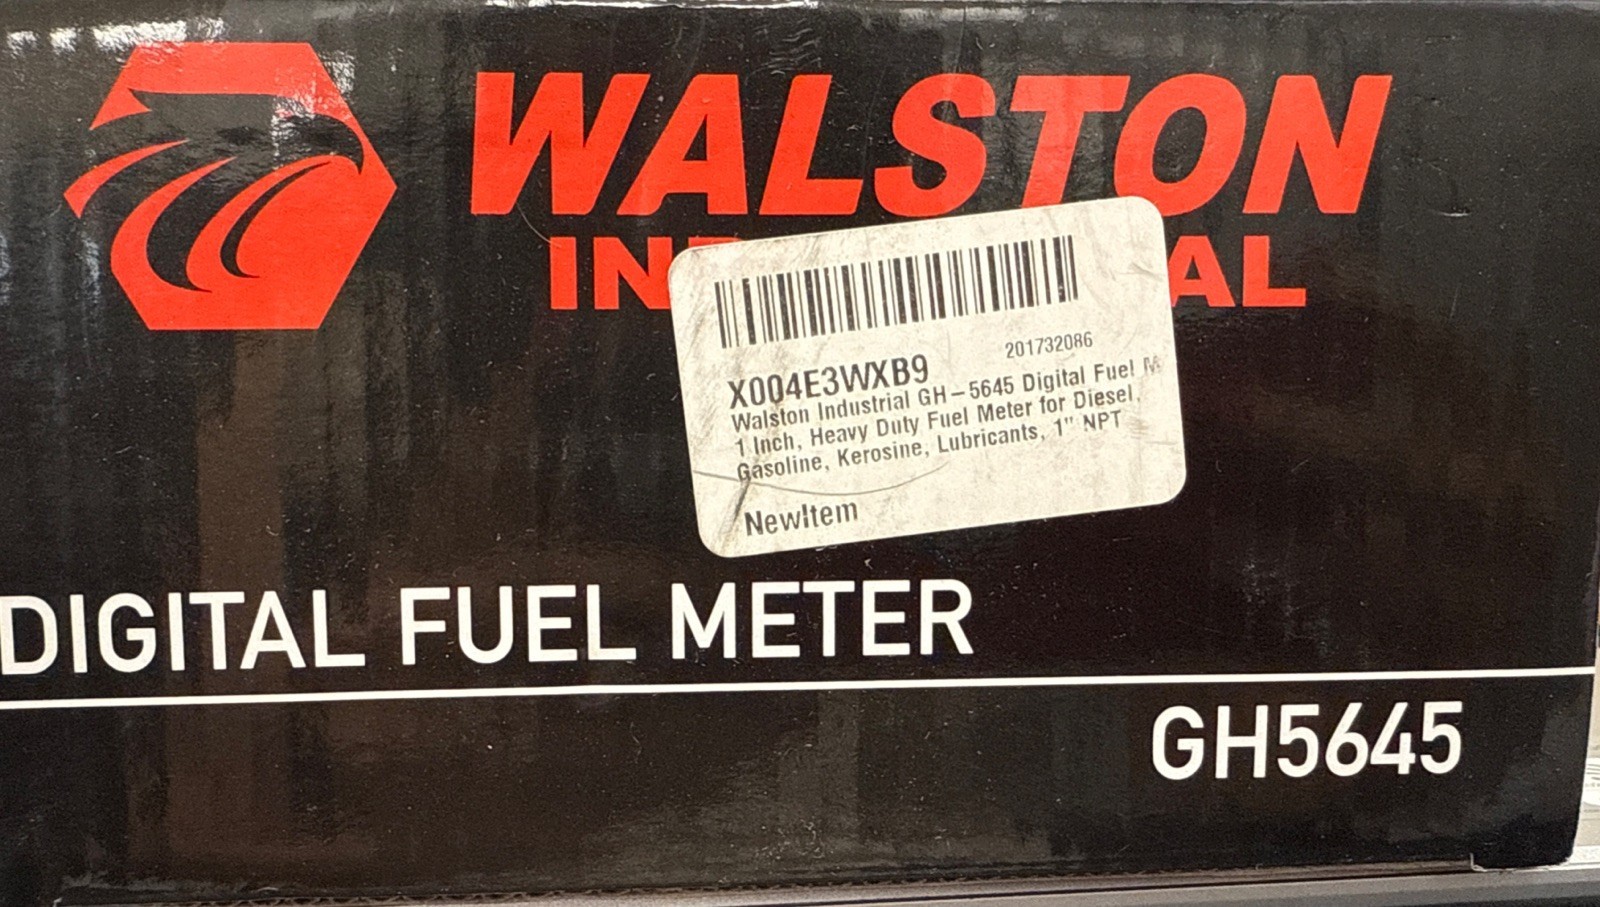 WALSTON
IN AL
X004E3WXB9
201732086
Walston Industrial GH-5645 Digital Fuel M
1 Inch, Heavy Duty Fuel Meter for Diesel,
Gasoline, Kerosine, Lubricants, 1" NPT
NewItem
DIGITAL FUEL METER
GH5645